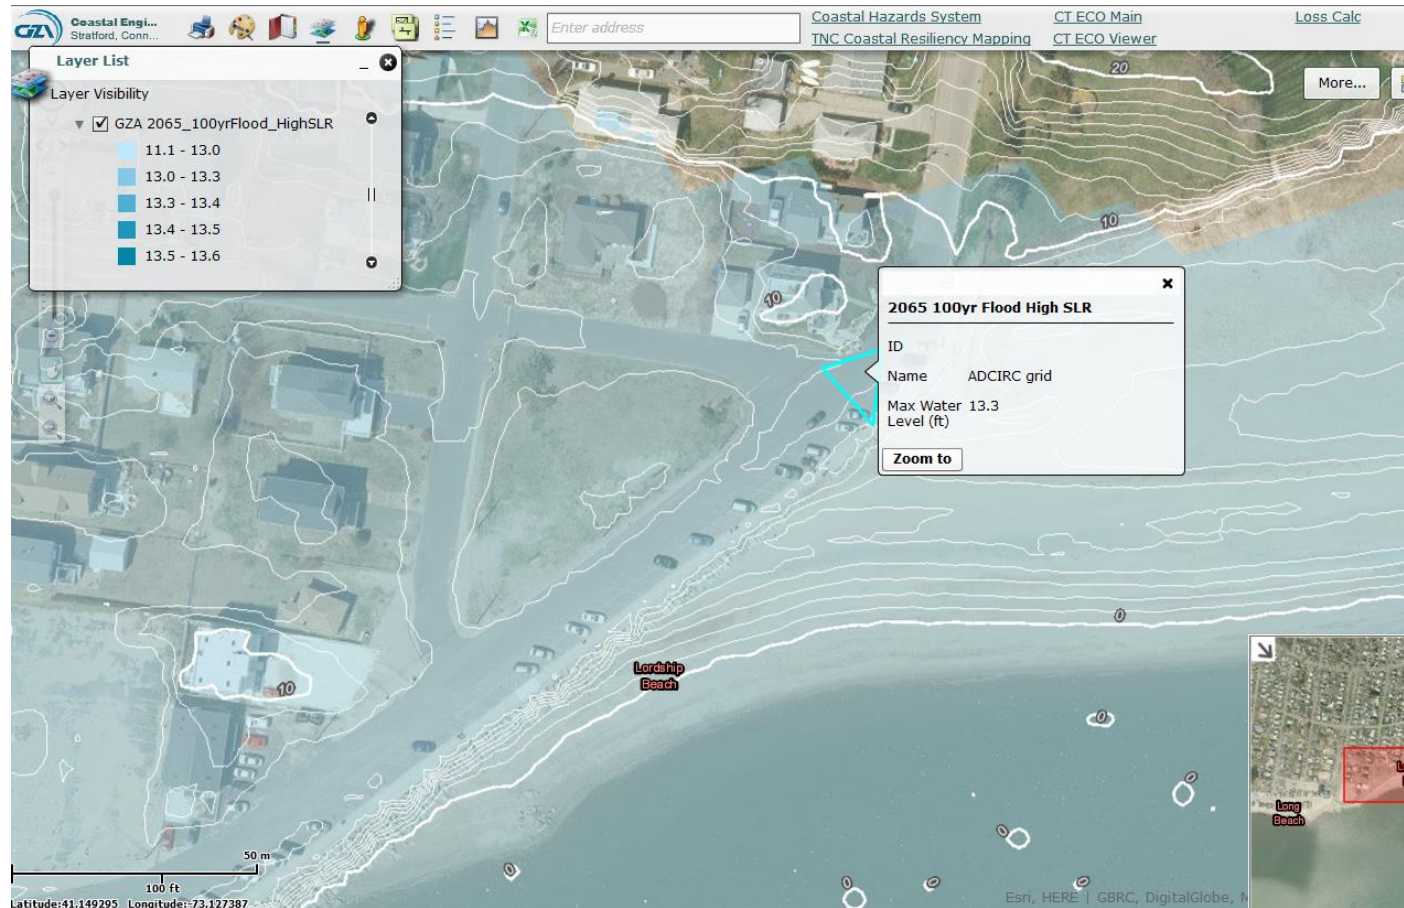 GZA
Coastal Engi...
Stratford, Conn...
Enter address
Coastal Hazards System
TNC Coastal Resiliency Mapping
CT ECO Main
CT ECO Viewer
Loss Calc
Layer List
Layer Visibility
GZA 2065_100yrFlood_HighSLR
11.1 - 13.0
13.0 - 13.3
13.3 - 13.4
13.4 - 13.5
13.5 - 13.6
20
More...
10
10
2065 100yr Flood High SLR
ID
Name ADCIRC grid
Max Water 13.3
Level (ft)
Zoom to
0
Lordship
Beach
10
0
0
0
0
0
0
0
Long
Beach
50 m
100 ft
Latitude:41.149295 Longitude:-73.127387
Esri, HERE | GBRC, DigitalGlobe,